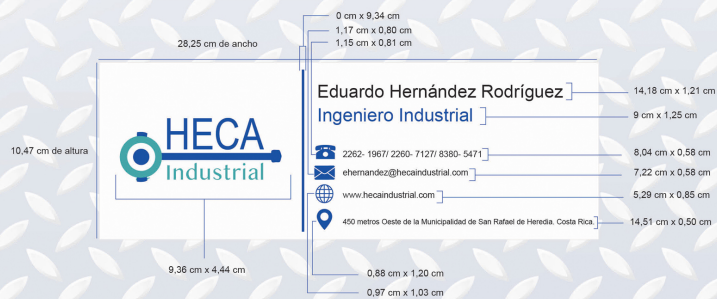 0 cm x 9,34 cm
1,17 cm x 0,80 cm
28,25 cm de ancho
1,15 cm x 0,81 cm
Eduardo Hernández Rodríguez
14,18 cm x 1,21 cm
Ingeniero Industrial
9 cm x 1,25 cm
HECA
Industrial
10,47 cm de altura
2262- 1967/ 2260- 7127/ 8380- 5471
8,04 cm x 0,58 cm
ehernandez@hecaindustrial.com
7,22 cm x 0,58 cm
www.hecaindustrial.com
5,29 cm x 0,85 cm
450 metros Oeste de la Municipalidad de San Rafael de Heredia. Costa Rica.
14,51 cm x 0,50 cm
9,36 cm x 4,44 cm
0,88 cm x 1,20 cm
0,97 cm x 1,03 cm